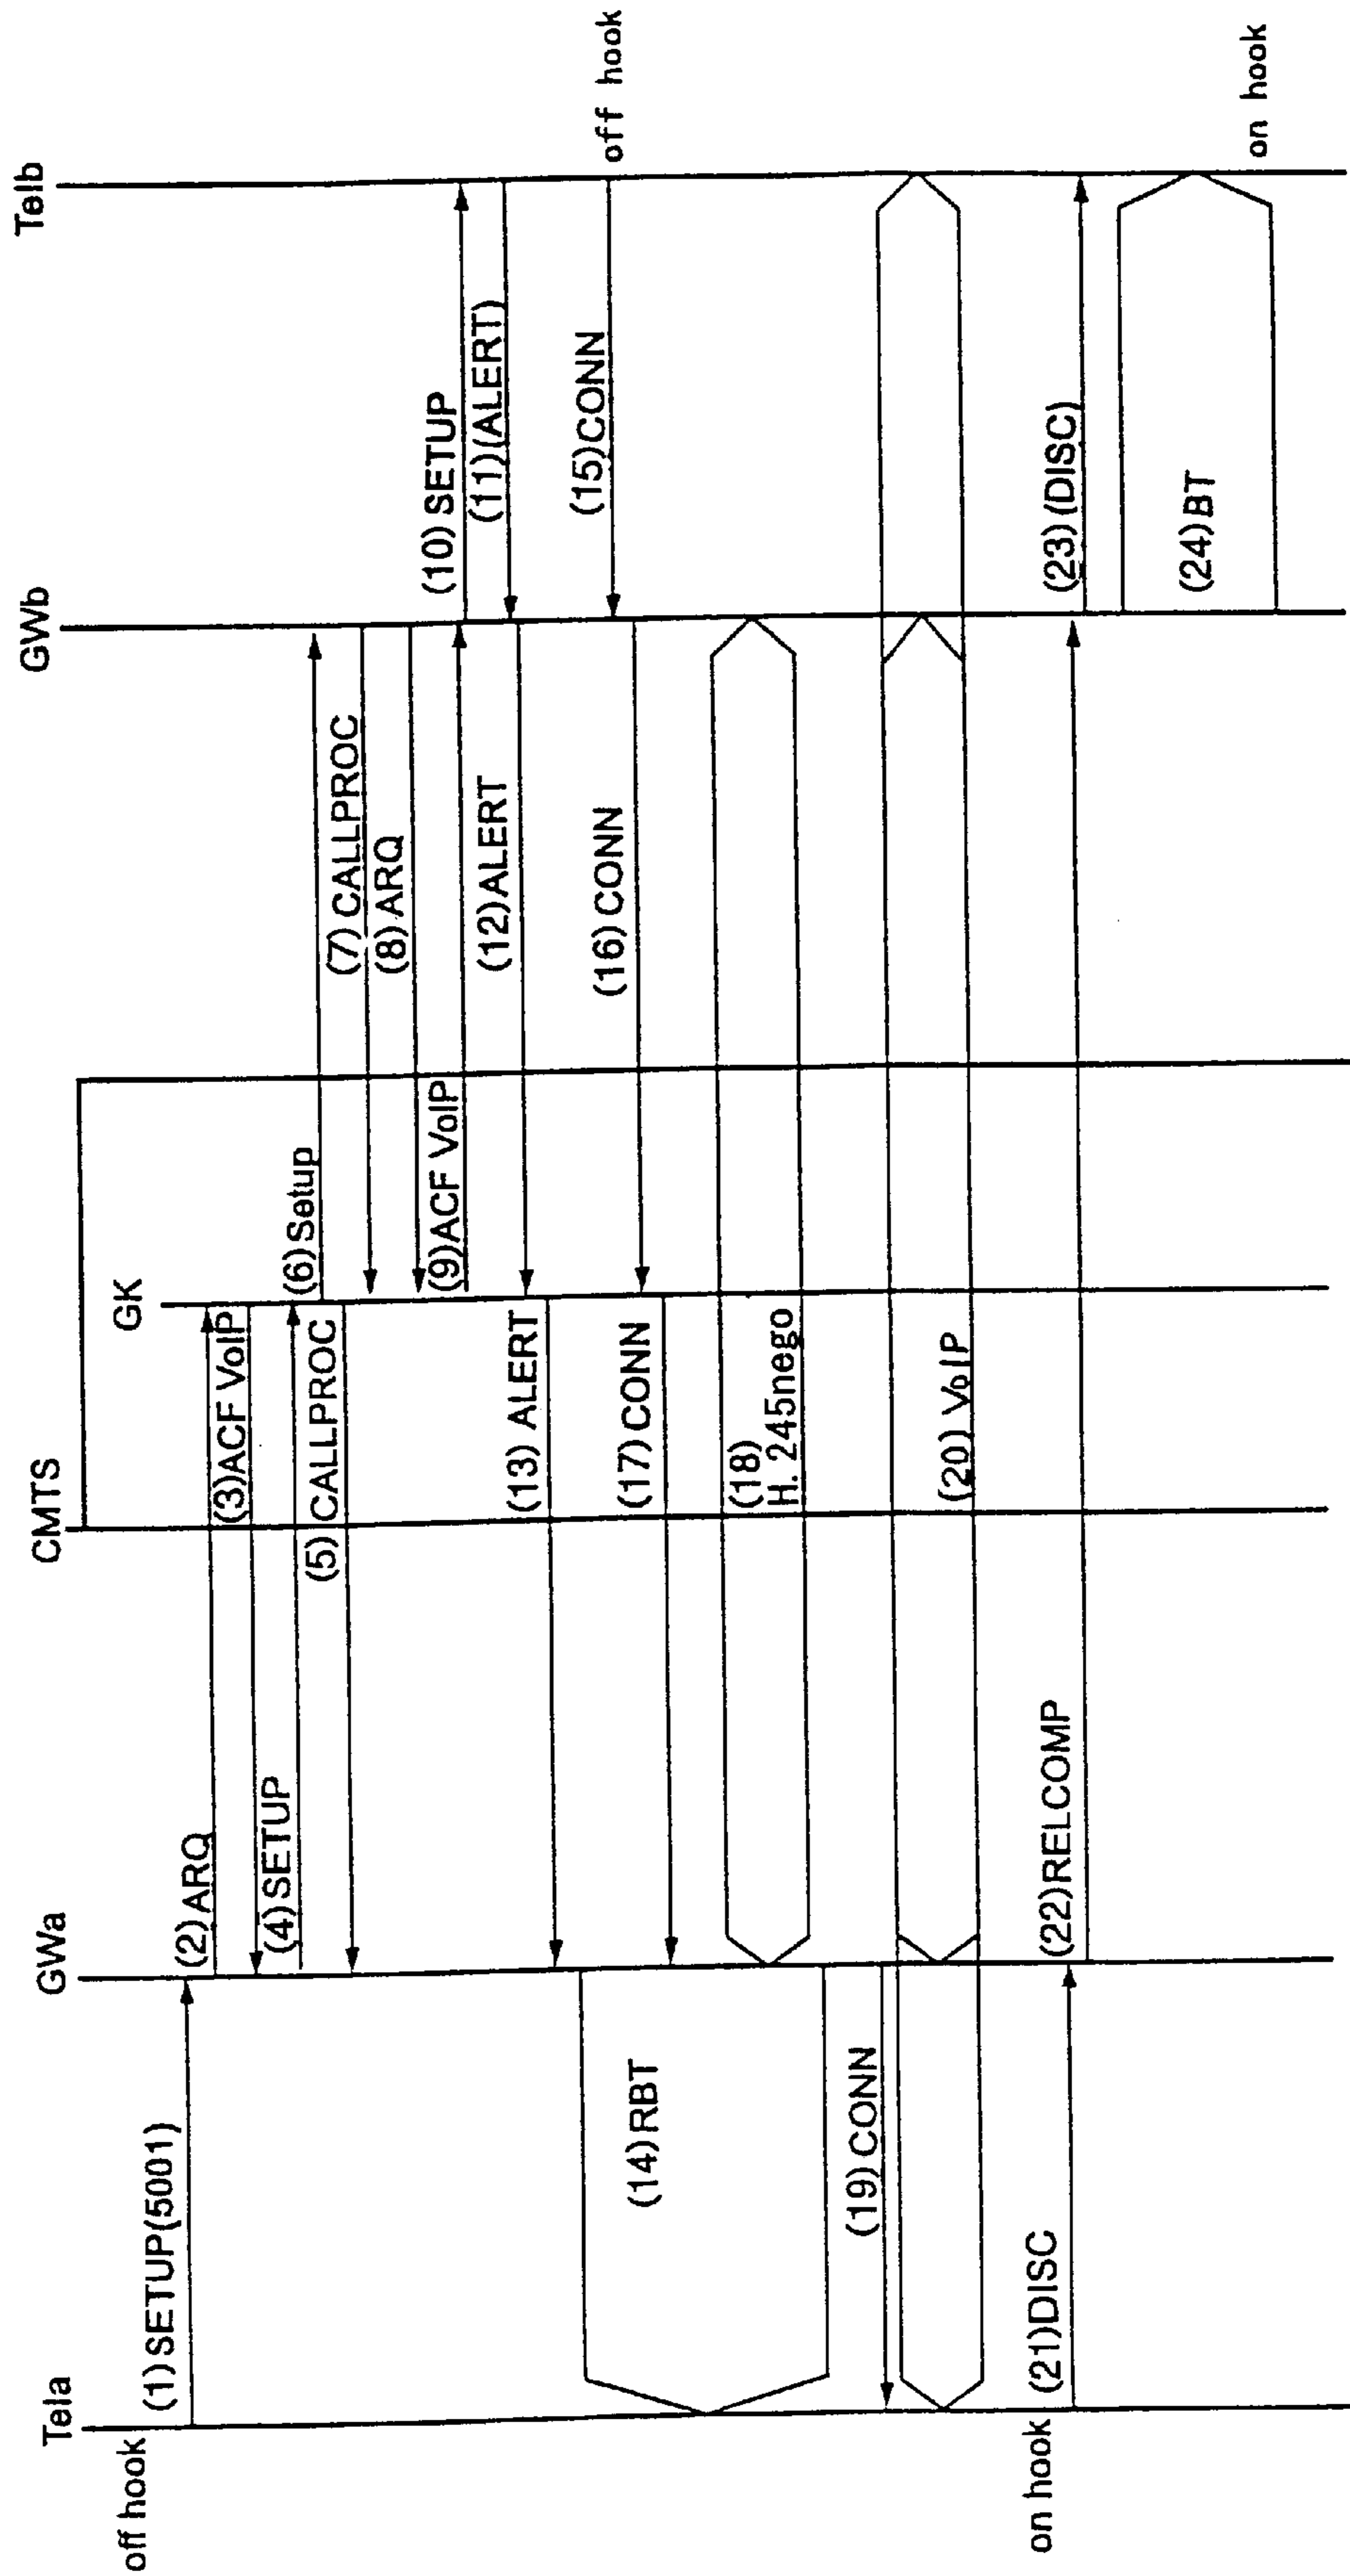 Tela
GWa
CMTS
GK
GWb
Telb
off hook
(1)SETUP(5001)
(2)ARQ
(3)ACF VoIP
(4)SETUP
(5)CALLPROC
(6)Setup
(7)CALLPROC
(8)ARQ
(9)ACF VoIP
(10)SETUP
(11)(ALERT)
(12)ALERT
(13)ALERT
(14)RBT
(15)CONN
off hook
(16)CONN
(17)CONN
(18)
H. 245nego
(19)CONN
(20)VoIP
on hook
(21)DISC
(22)RELCOMP
(23)(DISC)
(24)BT
on hook